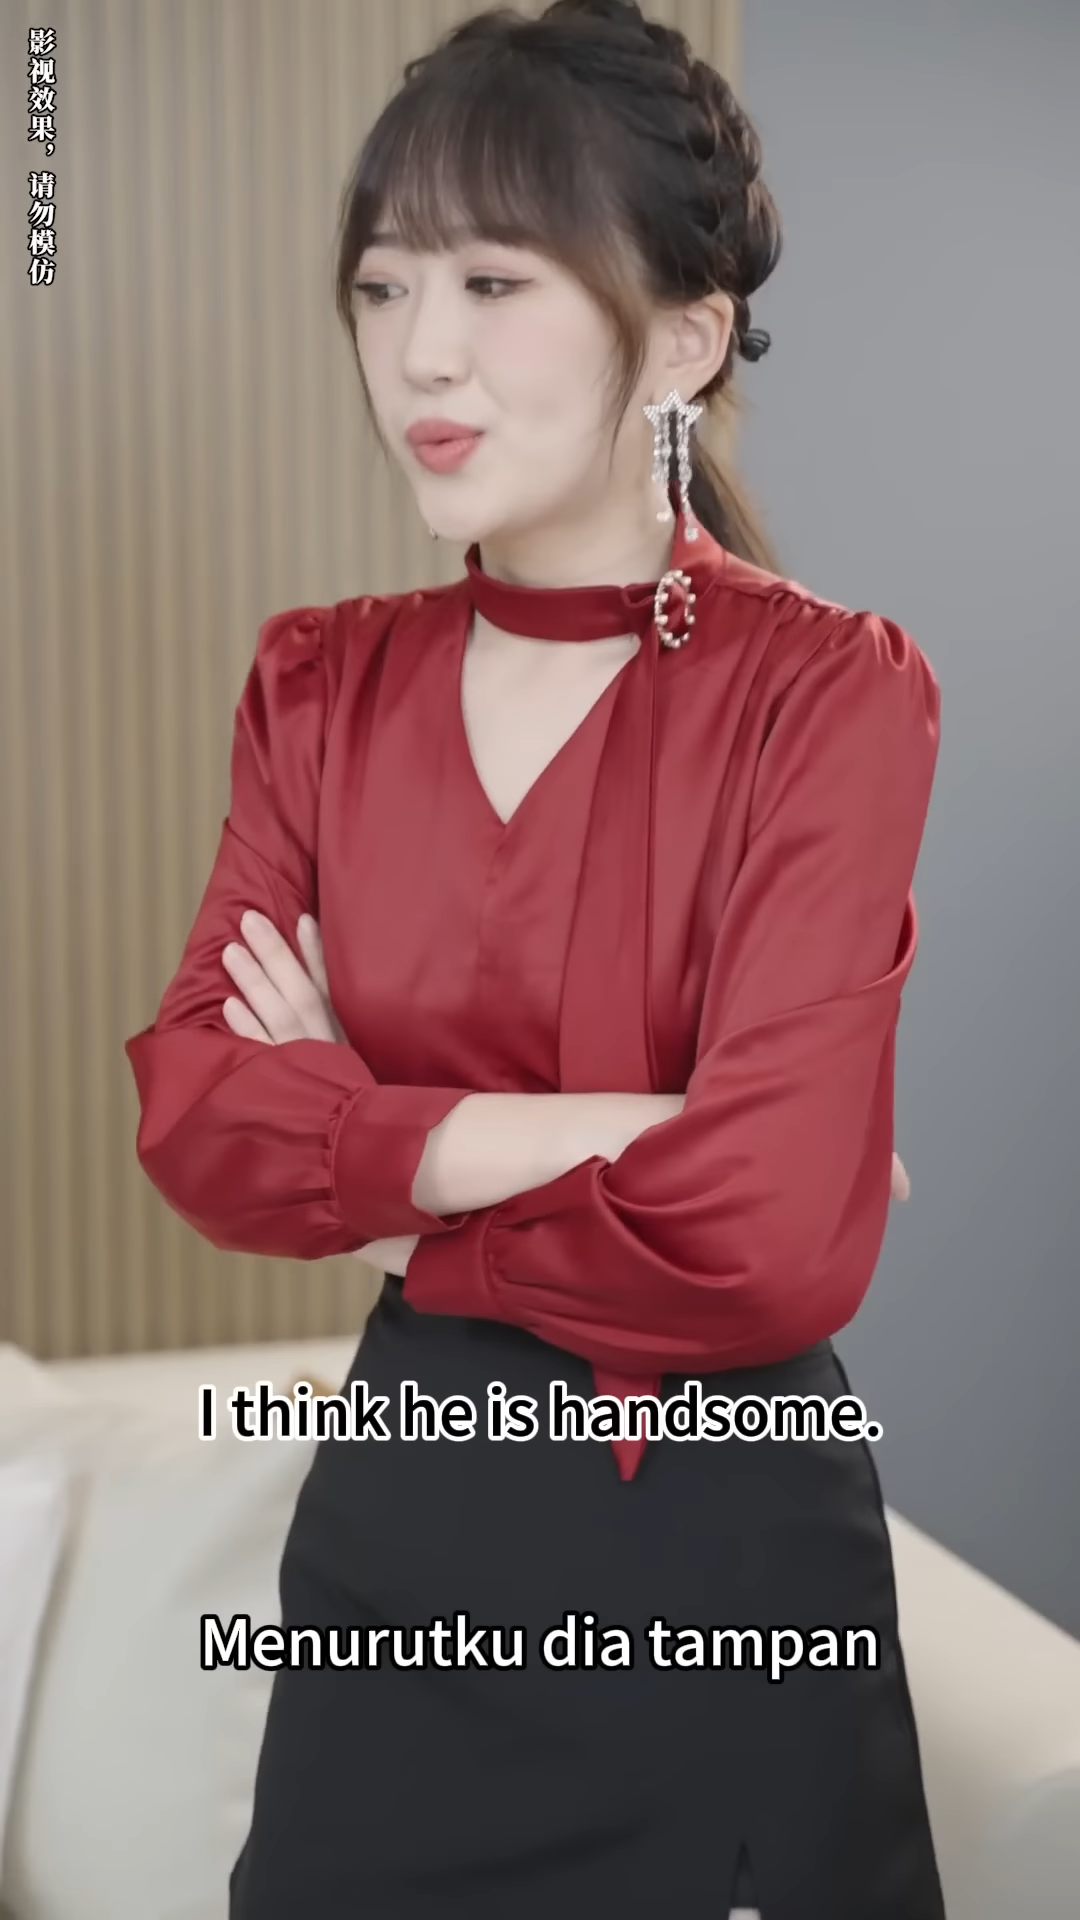 影视效果，请勿模仿
I think he is handsome.
Menurutku dia tampan